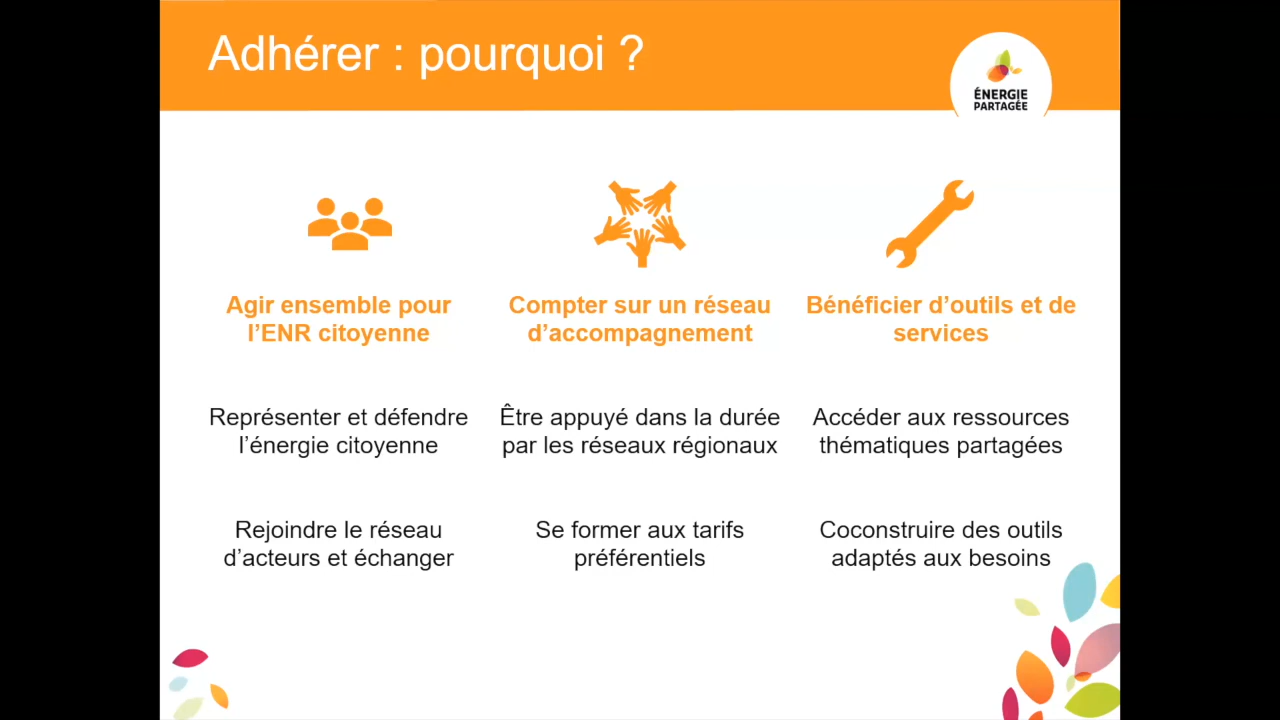 Adhérer : pourquoi ?
ÉNERGIE
PARTAGÉE
Agir ensemble pour
l’ENR citoyenne
Représenter et défendre
l’énergie citoyenne
Rejoindre le réseau
d’acteurs et échanger
Compter sur un réseau
d’accompagnement
Être appuyé dans la durée
par les réseaux régionaux
Se former aux tarifs
préférentiels
Bénéficier d’outils et de
services
Accéder aux ressources
thématiques partagées
Coconstruire des outils
adaptés aux besoins